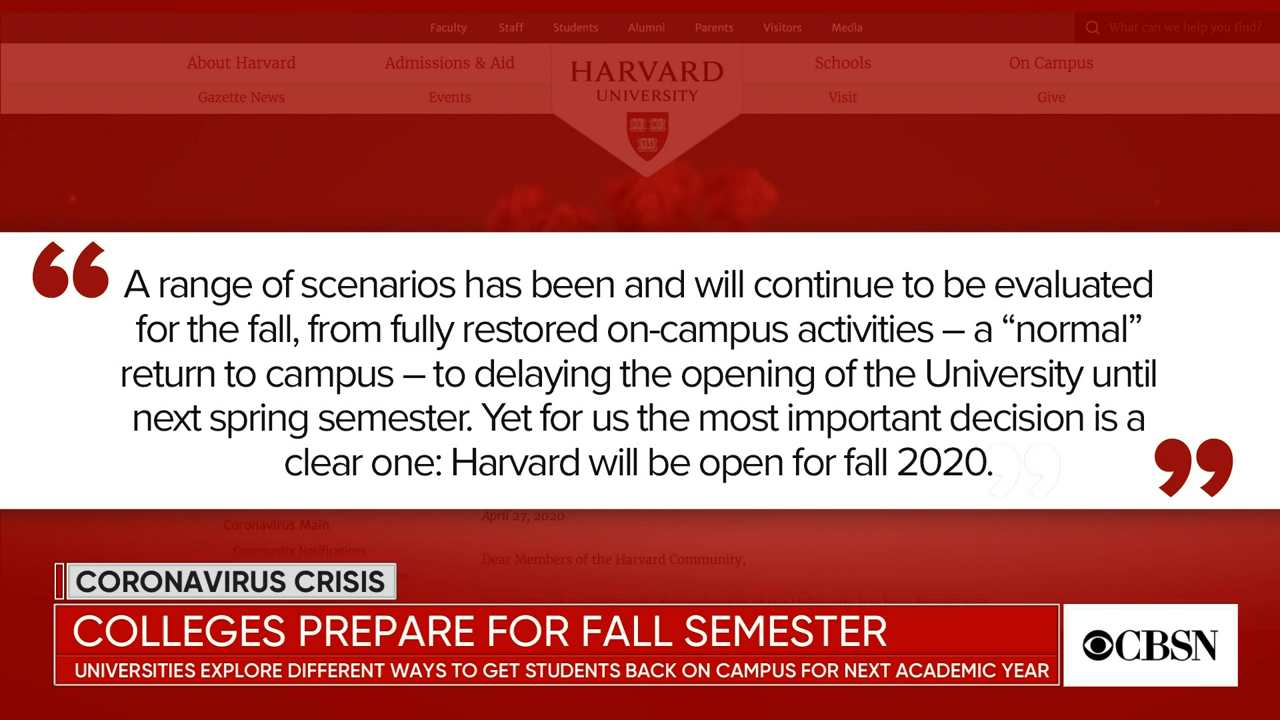 Faculty Staff Students Alumni Parents Visitors Media What can we help you find?
About Harvard Admissions & Aid HARVARD Schools On Campus
Gazette News Events UNIVERSITY Visit Give
VE RI TAS
“ A range of scenarios has been and will continue to be evaluated
for the fall, from fully restored on-campus activities – a “normal”
return to campus – to delaying the opening of the University until
next spring semester. Yet for us the most important decision is a
clear one: Harvard will be open for fall 2020. ”
April 27, 2020
Coronavirus Main
Community Notifications
Dear Members of the Harvard Community,
CORONAVIRUS CRISIS
COLLEGES PREPARE FOR FALL SEMESTER
UNIVERSITIES EXPLORE DIFFERENT WAYS TO GET STUDENTS BACK ON CAMPUS FOR NEXT ACADEMIC YEAR
CBSN